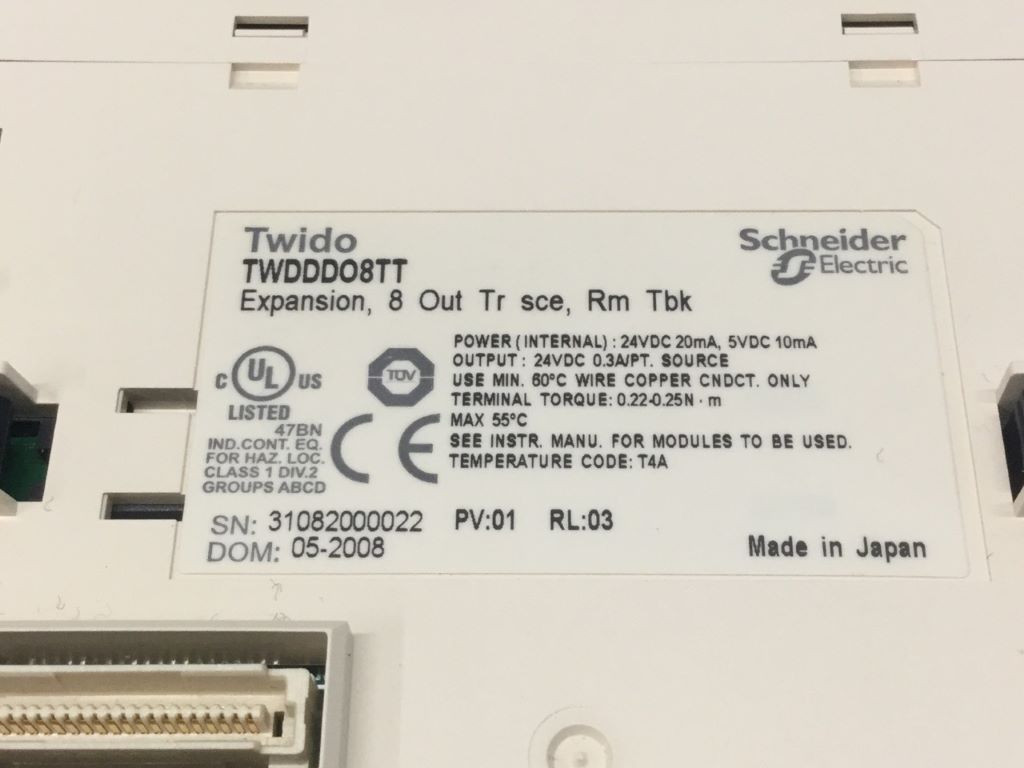 Twido
TWDDDO8TT
Expansion, 8 Out Tr sce, Rm Tbk
Schneider
Electric
POWER (INTERNAL) : 24VDC 20mA, 5VDC 10mA
OUTPUT : 24VDC 0.3A/PT. SOURCE
USE MIN. 60°C WIRE COPPER CNDCT. ONLY
TERMINAL TORQUE: 0.22-0.25N · m
MAX 55°C
SEE INSTR. MANU. FOR MODULES TO BE USED.
TEMPERATURE CODE: T4A
C UL US
LISTED
47BN
IND.CONT. EQ.
FOR HAZ. LOC.
CLASS 1 DIV.2
GROUPS ABCD
TÜV
CE
SN: 31082000022 PV:01 RL:03
DOM: 05-2008
Made in Japan